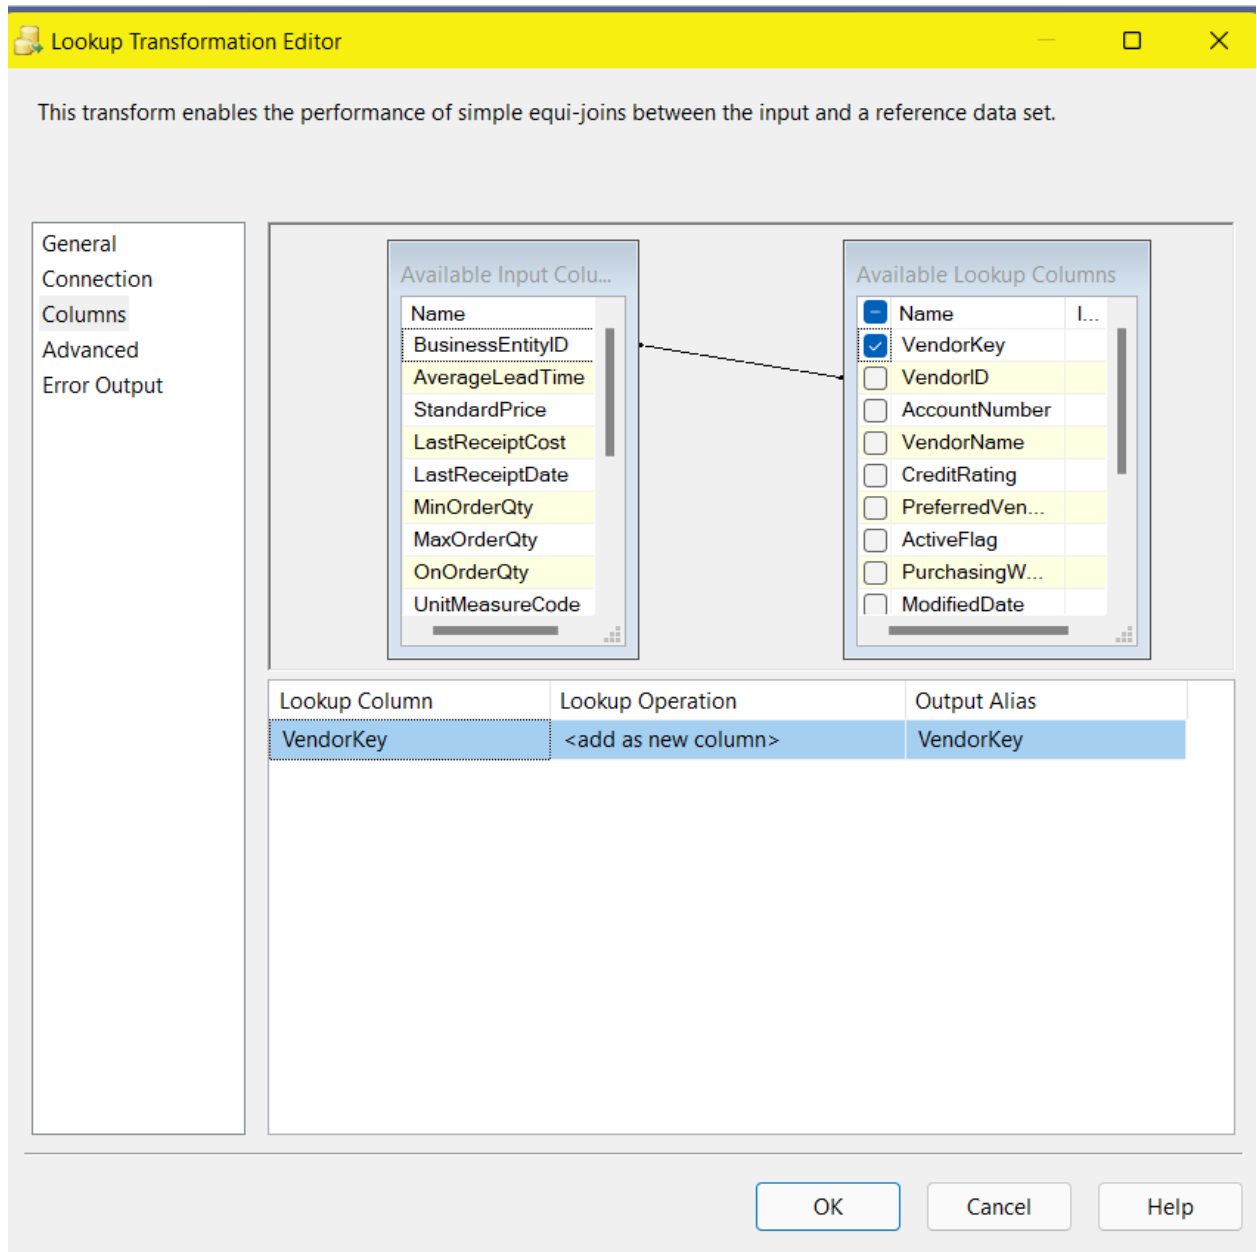 Lookup Transformation Editor
This transform enables the performance of simple equi-joins between the input and a reference data set.
General
Connection
Columns
Advanced
Error Output
Available Input Colu...
Name
BusinessEntityID
AverageLeadTime
StandardPrice
LastReceiptCost
LastReceiptDate
MinOrderQty
MaxOrderQty
OnOrderQty
UnitMeasureCode
Available Lookup Columns
Name I...
VendorKey
VendorID
AccountNumber
VendorName
CreditRating
PreferredVen...
ActiveFlag
PurchasingW...
ModifiedDate
Lookup Column Lookup Operation Output Alias
VendorKey <add as new column> VendorKey
OK Cancel Help